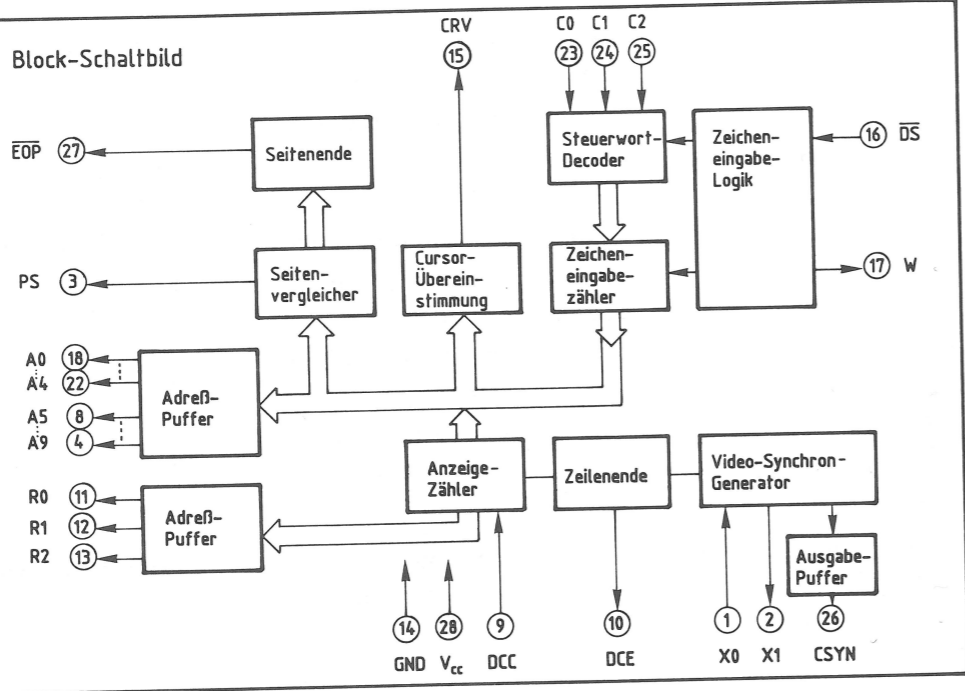 Block-Schaltbild
CRV
15
C0 C1 C2
23 24 25
EOP 27
Seitenende
Steuerwort-
Decoder
Zeichen-
eingabe-
Logik
16 DS
PS 3
Seiten-
vergleicher
Cursor-
Überein-
stimmung
Zeichen-
eingabe-
zähler
17 W
A0 18
A4 22
A5 8
A9 4
Adreß-
Puffer
Anzeige-
Zähler
Zeilenende
Video-Synchron-
Generator
R0 11
R1 12
R2 13
Adreß-
Puffer
Ausgabe-
Puffer
14 28 9 10 1 2 26
GND Vcc DCC DCE X0 X1 CSYN